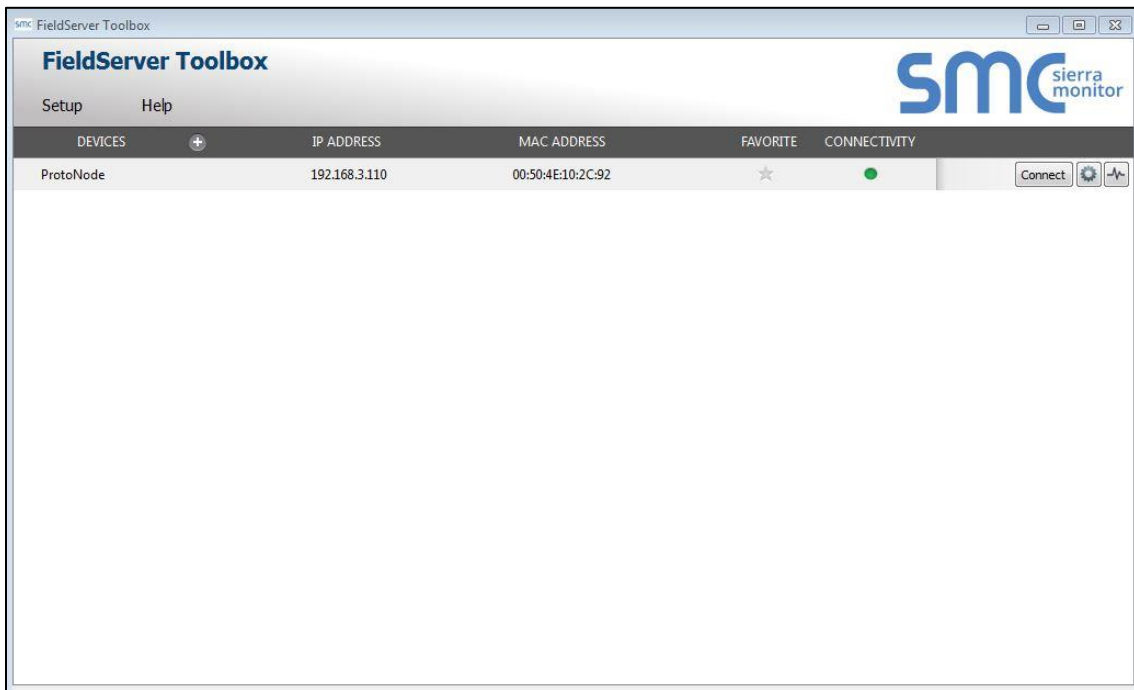 smc FieldServer Toolbox
FieldServer Toolbox
smc sierra monitor
Setup Help
DEVICES IP ADDRESS MAC ADDRESS FAVORITE CONNECTIVITY
ProtoNode 192.168.3.110 00:50:4E:10:2C:92 Connect